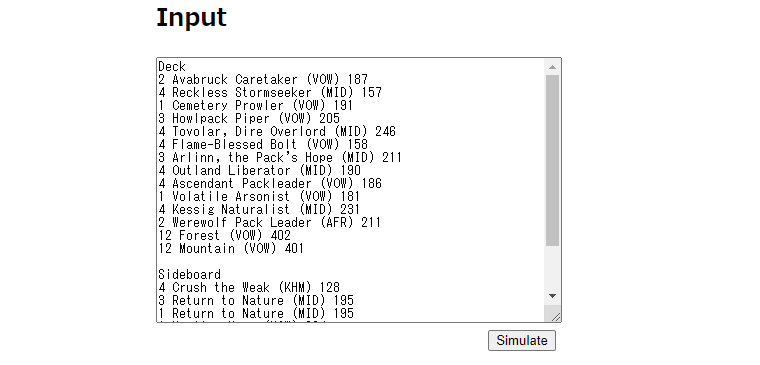 Input
Deck
2 Avabruck Caretaker (VOW) 187
4 Reckless Stormseeker (MID) 157
1 Cemetery Prowler (VOW) 191
3 Howlpack Piper (VOW) 205
4 Tovolar, Dire Overlord (MID) 246
4 Flame-Blessed Bolt (VOW) 158
3 Arlinn, the Pack's Hope (MID) 211
4 Outland Liberator (MID) 190
4 Ascendant Packleader (VOW) 186
1 Volatile Arsonist (VOW) 181
4 Kessig Naturalist (MID) 231
2 Werewolf Pack Leader (AFR) 211
12 Forest (VOW) 402
12 Mountain (VOW) 401
Sideboard
4 Crush the Weak (KHM) 128
3 Return to Nature (MID) 195
1 Return to Nature (MID) 195
Simulate